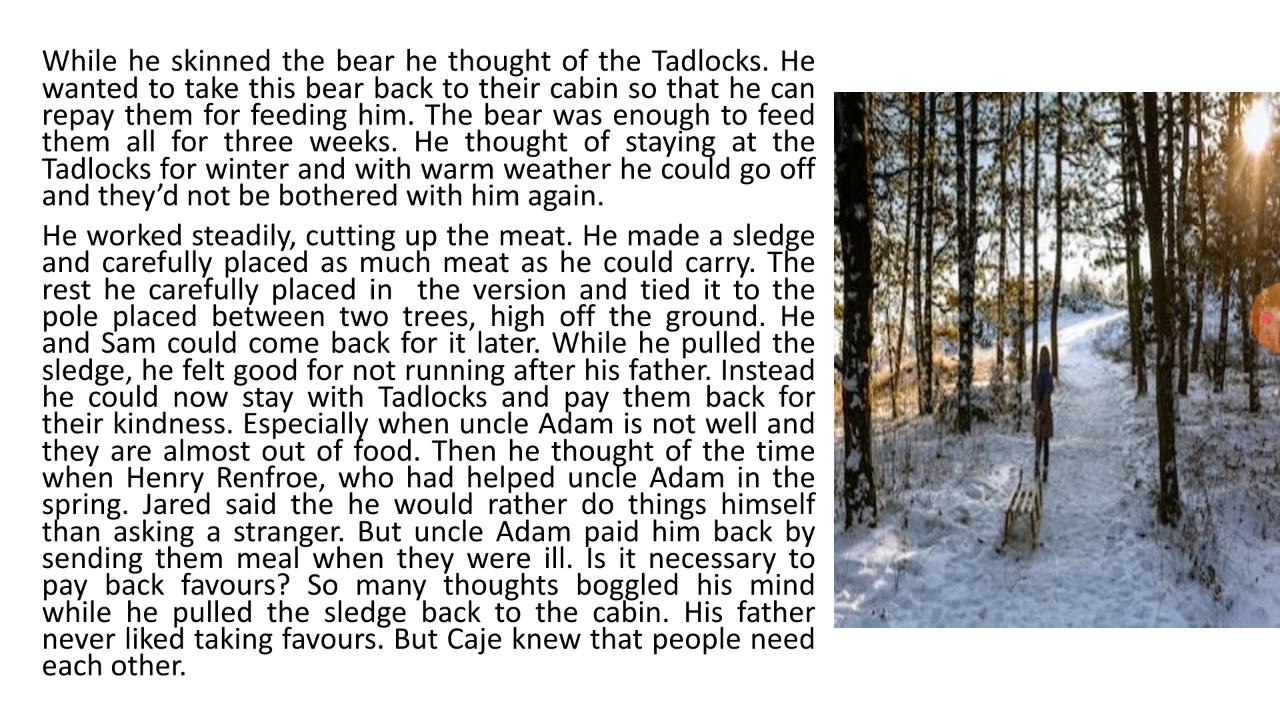 While he skinned the bear he thought of the Tadlocks. He
wanted to take this bear back to their cabin so that he can
repay them for feeding him. The bear was enough to feed
them all for three weeks. He thought of staying at the
Tadlocks for winter and with warm weather he could go off
and they’d not be bothered with him again.
He worked steadily, cutting up the meat. He made a sledge
and carefully placed as much meat as he could carry. The
rest he carefully placed in  the version and tied it to the
pole placed between two trees, high off the ground. He
and Sam could come back for it later. While he pulled the
sledge, he felt good for not running after his father. Instead
he could now stay with Tadlocks and pay them back for
their kindness. Especially when uncle Adam is not well and
they are almost out of food. Then he thought of the time
when Henry Renfroe, who had helped uncle Adam in the
spring. Jared said the he would rather do things himself
than asking a stranger. But uncle Adam paid him back by
sending them meal when they were ill. Is it necessary to
pay back favours? So many thoughts boggled his mind
while he pulled the sledge back to the cabin. His father
never liked taking favours. But Caje knew that people need
each other.